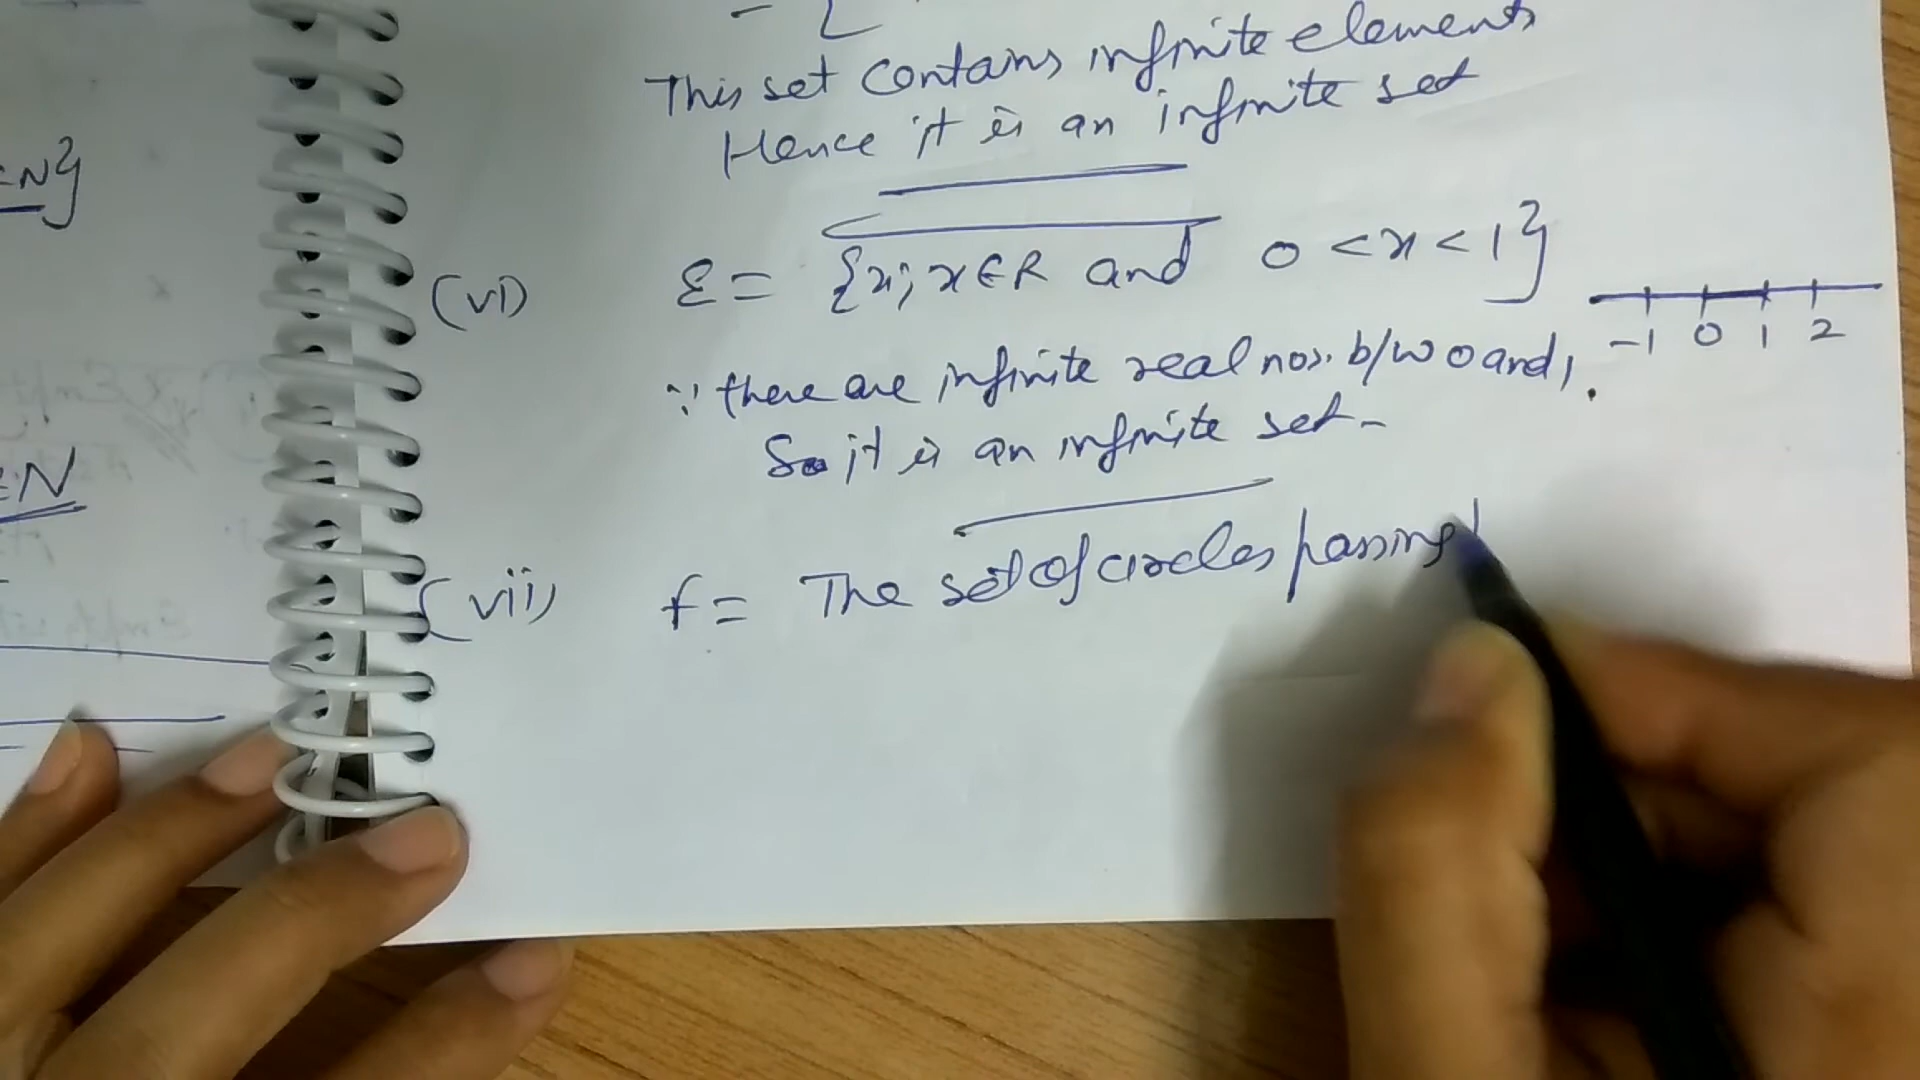 ∈N}
∈N
This set contains infinite elements
Hence it is an infinite set
(vi) E = {x; x∈R and 0 < x < 1}
-1 0 1 2
∵ there are infinite real nos. b/w 0 and 1.
So it is an infinite set.
(vii) F = The set of circles passing